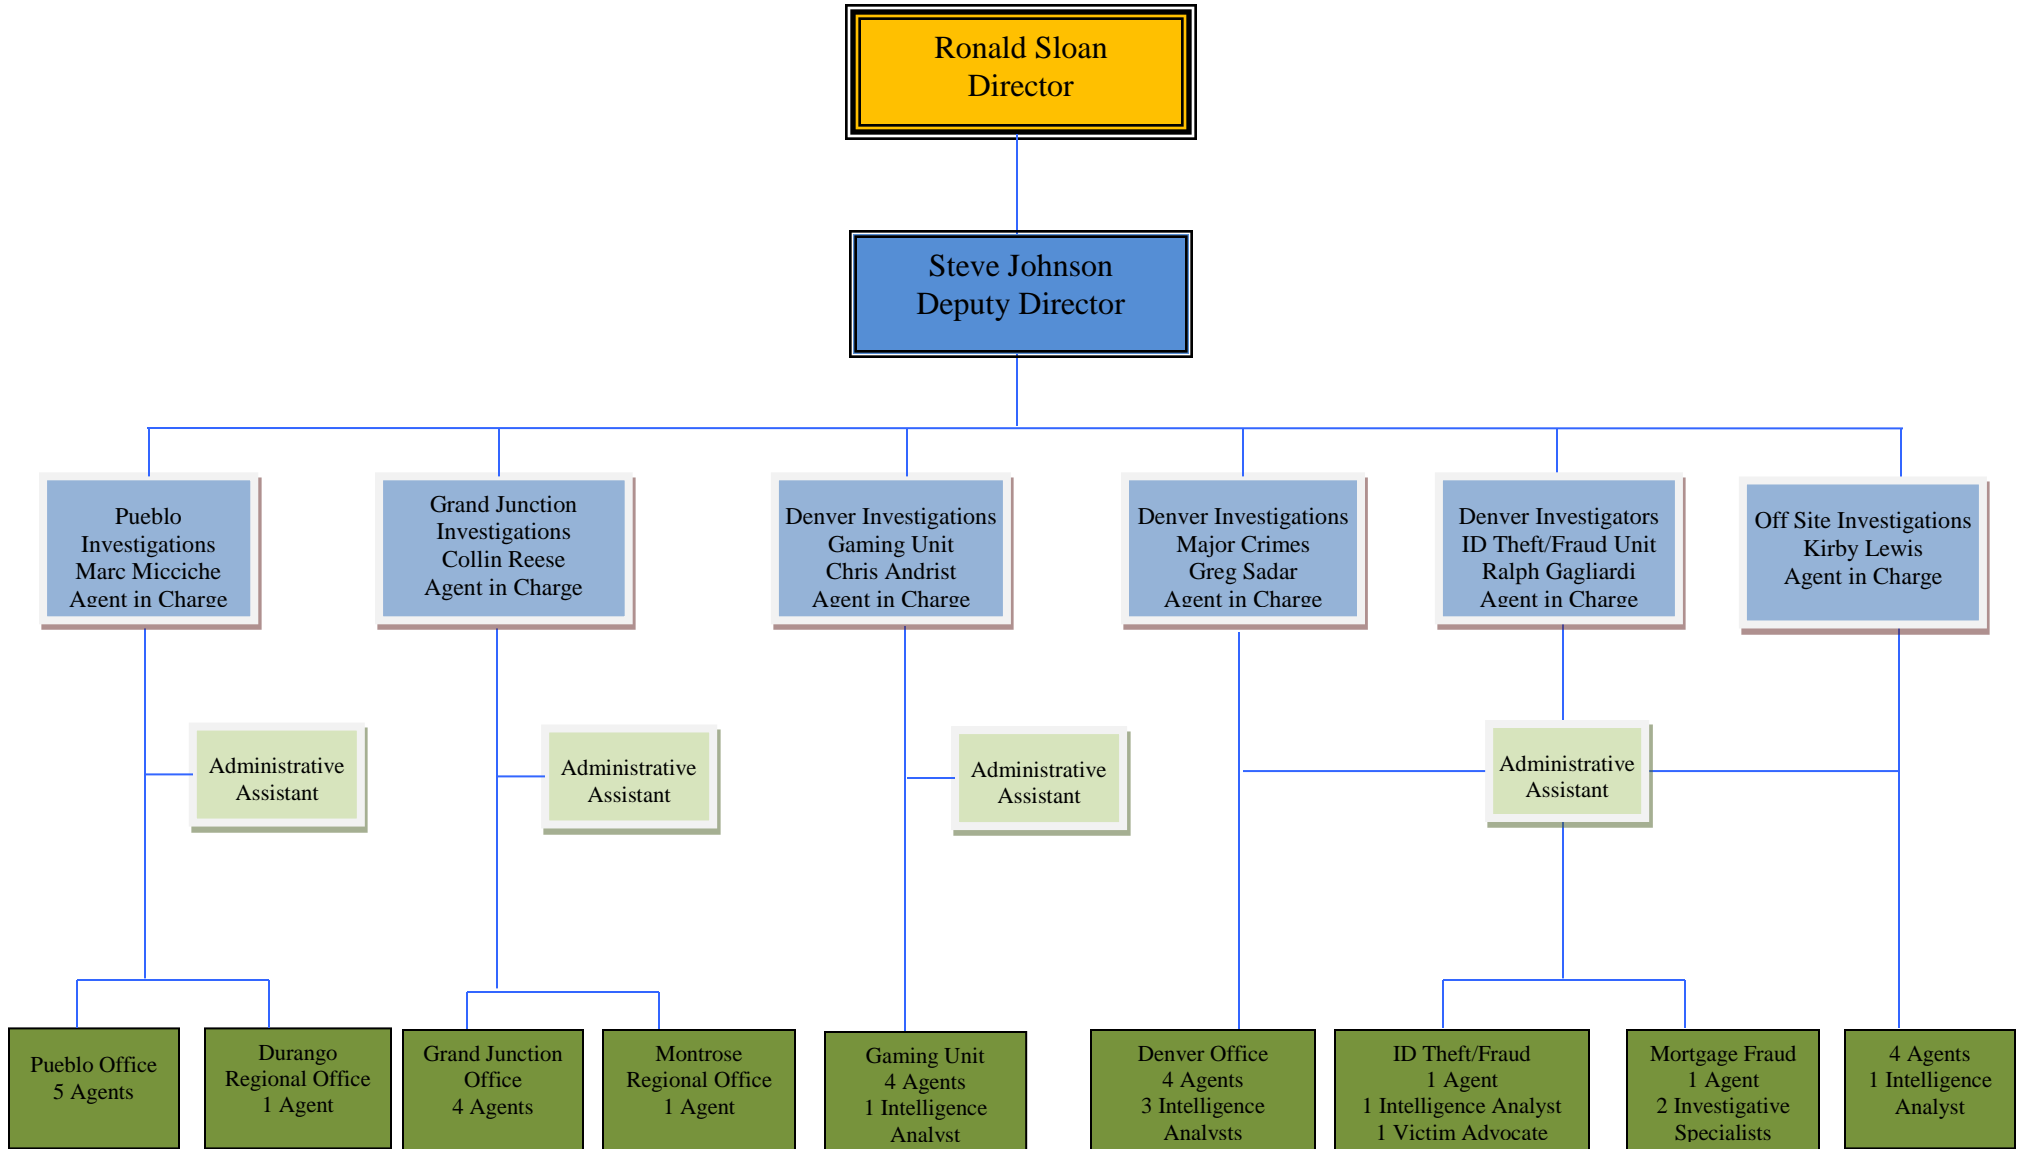 Ronald Sloan
Director
Steve Johnson
Deputy Director
Pueblo
Investigations
Marc Micciche
Agent in Charge
Grand Junction
Investigations
Collin Reese
Agent in Charge
Denver Investigations
Gaming Unit
Chris Andrist
Agent in Charge
Denver Investigations
Major Crimes
Greg Sadar
Agent in Charge
Denver Investigators
ID Theft/Fraud Unit
Ralph Gagliardi
Agent in Charge
Off Site Investigations
Kirby Lewis
Agent in Charge
Administrative
Assistant
Administrative
Assistant
Administrative
Assistant
Administrative
Assistant
Pueblo Office
5 Agents
Durango
Regional Office
1 Agent
Grand Junction
Office
4 Agents
Montrose
Regional Office
1 Agent
Gaming Unit
4 Agents
1 Intelligence
Analyst
Denver Office
4 Agents
3 Intelligence
Analysts
ID Theft/Fraud
1 Agent
1 Intelligence Analyst
1 Victim Advocate
Mortgage Fraud
1 Agent
2 Investigative
Specialists
4 Agents
1 Intelligence
Analyst